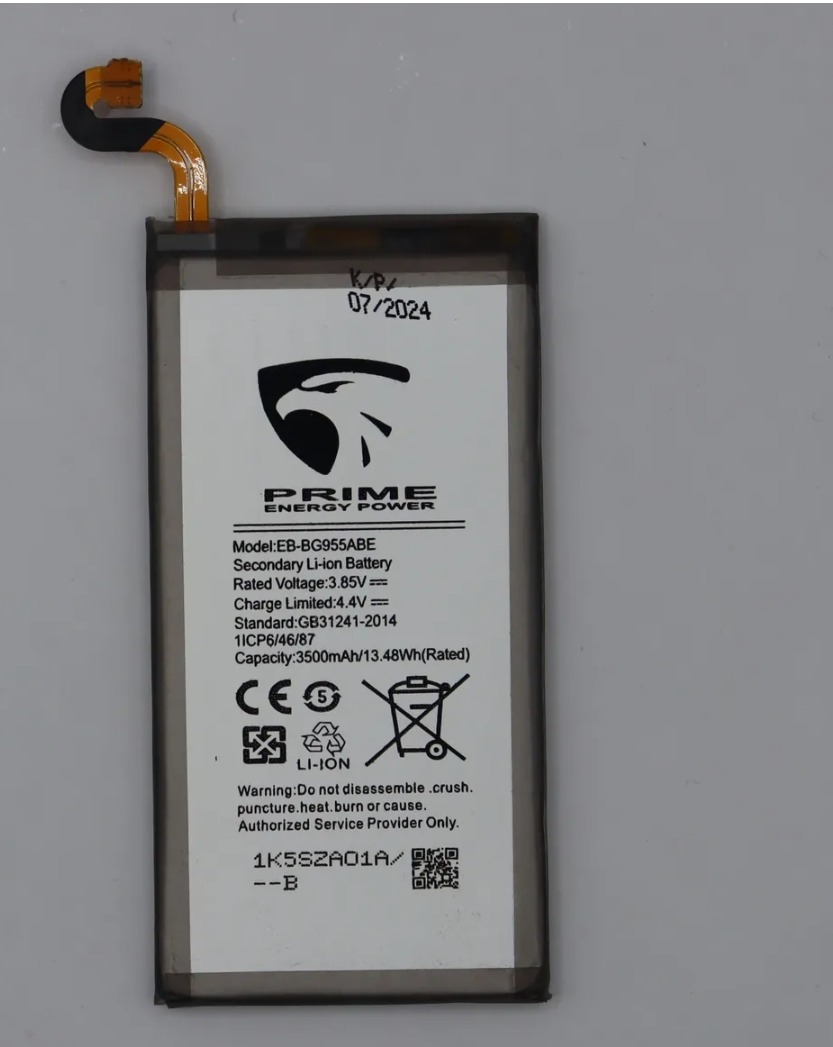 K/P/
07/2024
PRIME
ENERGY POWER
Model:EB-BG955ABE
Secondary Li-ion Battery
Rated Voltage:3.85V ⎓
Charge Limited:4.4V ⎓
Standard:GB31241-2014
1ICP6/46/87
Capacity:3500mAh/13.48Wh(Rated)
CE 5
LI-ION
Warning:Do not disassemble .crush.
puncture.heat.burn or cause.
Authorized Service Provider Only.
1K5SZA01A/
--B